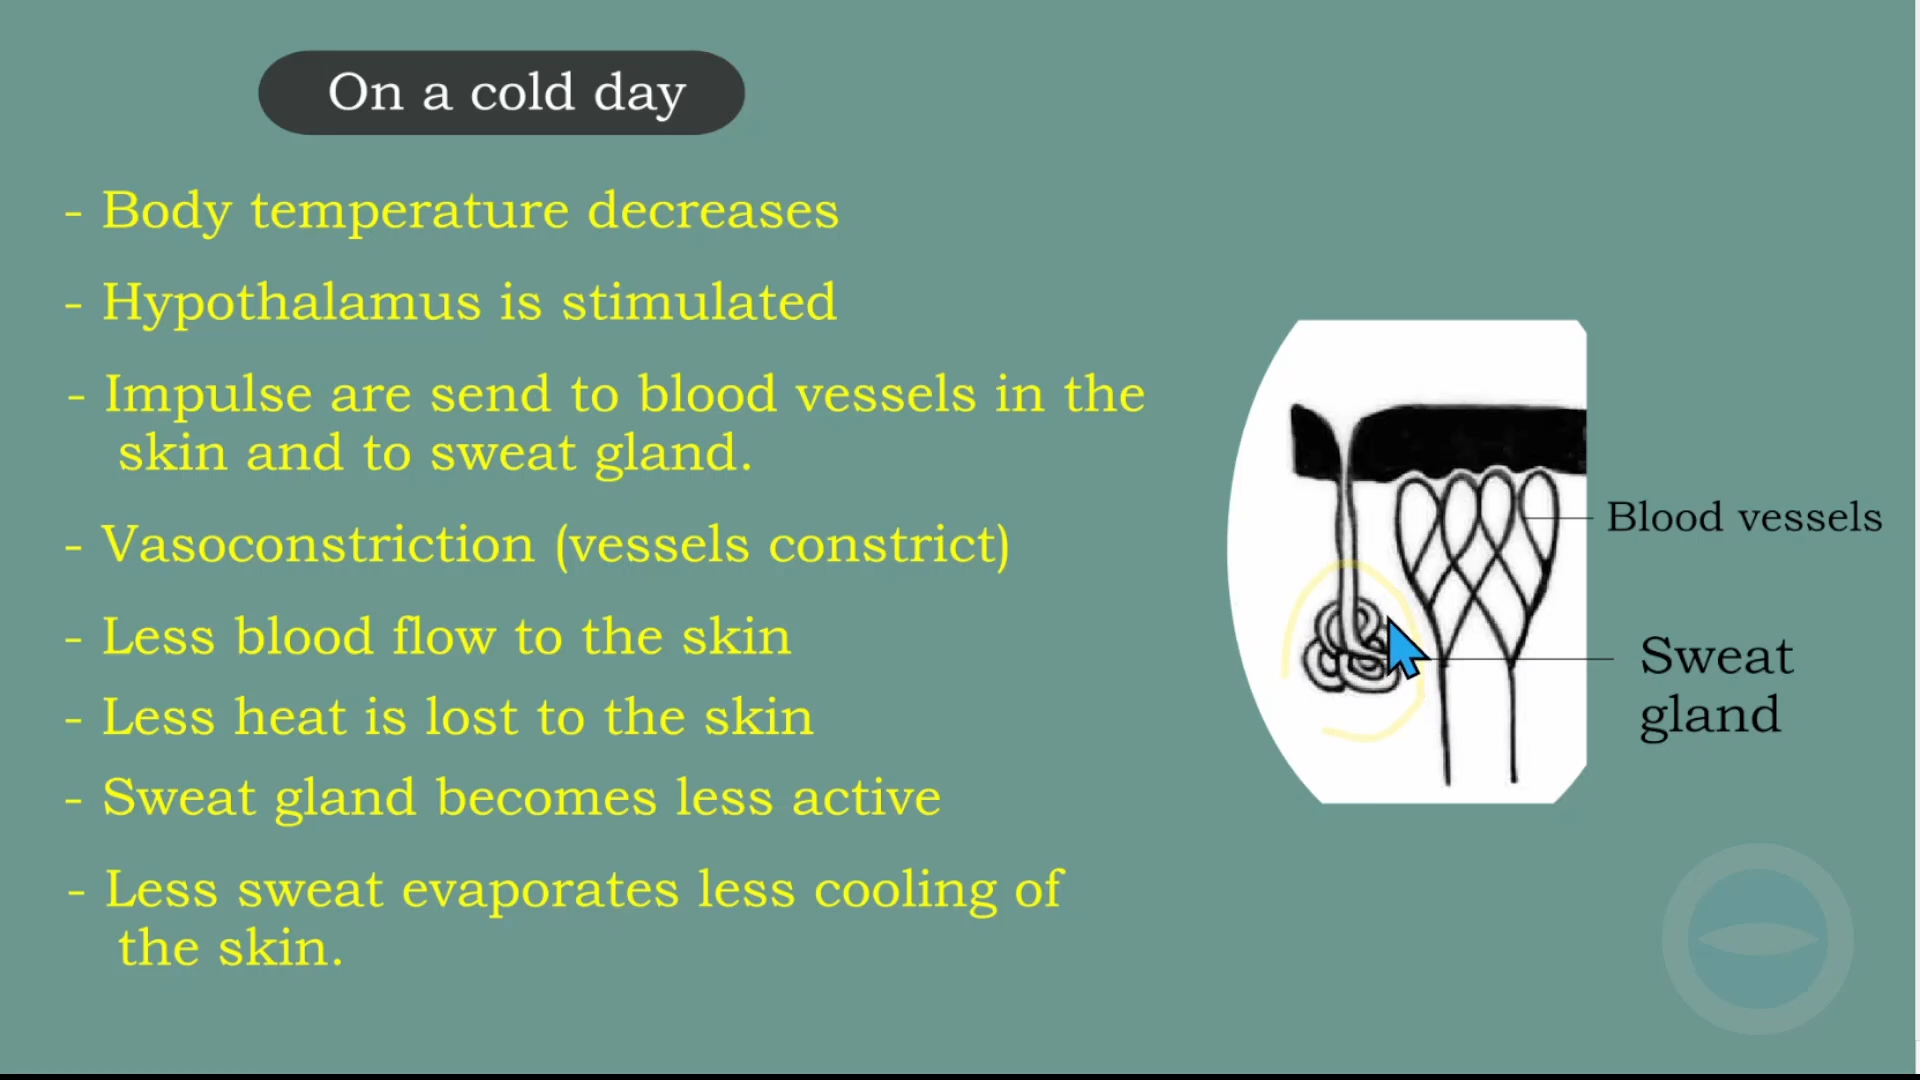 On a cold day
- Body temperature decreases
- Hypothalamus is stimulated
- Impulse are send to blood vessels in the
skin and to sweat gland.
- Vasoconstriction (vessels constrict)
- Less blood flow to the skin
- Less heat is lost to the skin
- Sweat gland becomes less active
- Less sweat evaporates less cooling of
the skin.
Blood vessels
Sweat
gland